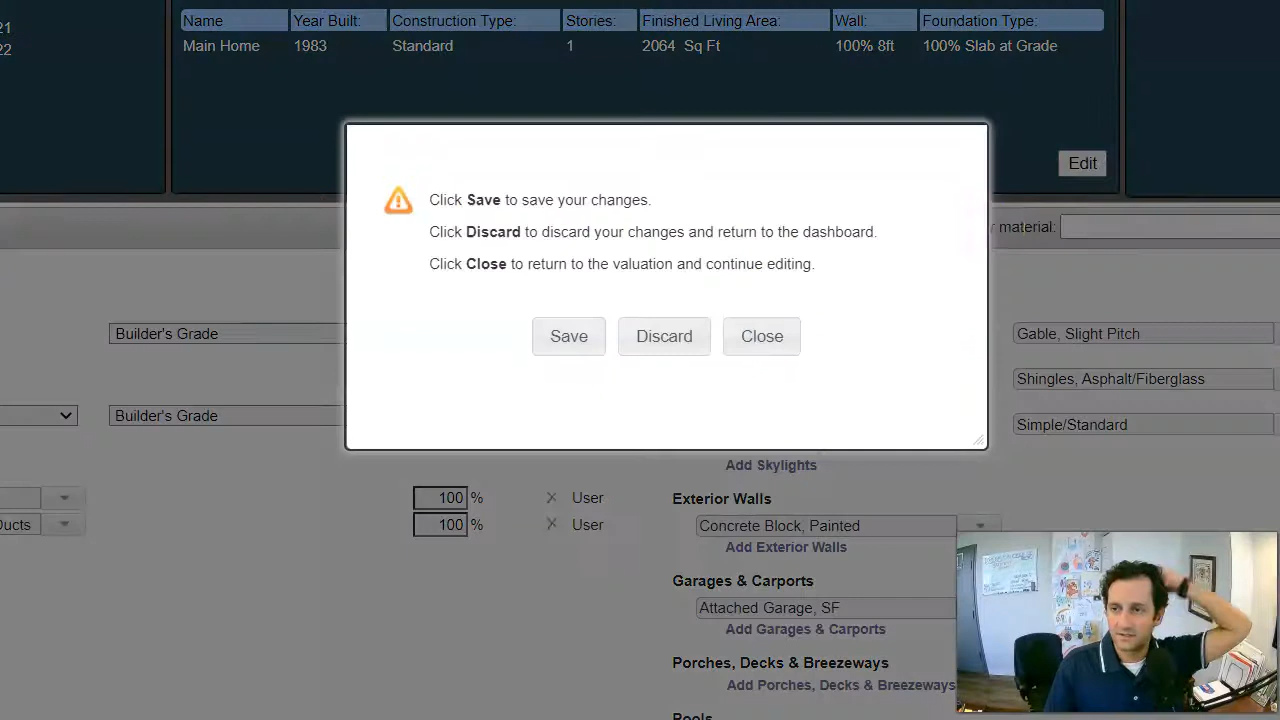 21
22
Name Year Built: Construction Type: Stories: Finished Living Area: Wall: Foundation Type:
Main Home 1983 Standard 1 2064 Sq Ft 100% 8ft 100% Slab at Grade
Edit
Click Save to save your changes.
Click Discard to discard your changes and return to the dashboard.
Click Close to return to the valuation and continue editing.
Save Discard Close
material:
Builder's Grade
Gable, Slight Pitch
Shingles, Asphalt/Fiberglass
Builder's Grade
Simple/Standard
Add Skylights
100 % X User
Exterior Walls
Ducts 100 % X User
Concrete Block, Painted
Add Exterior Walls
Garages & Carports
Attached Garage, SF
Add Garages & Carports
Porches, Decks & Breezeways
Add Porches, Decks & Breezeways
Pools